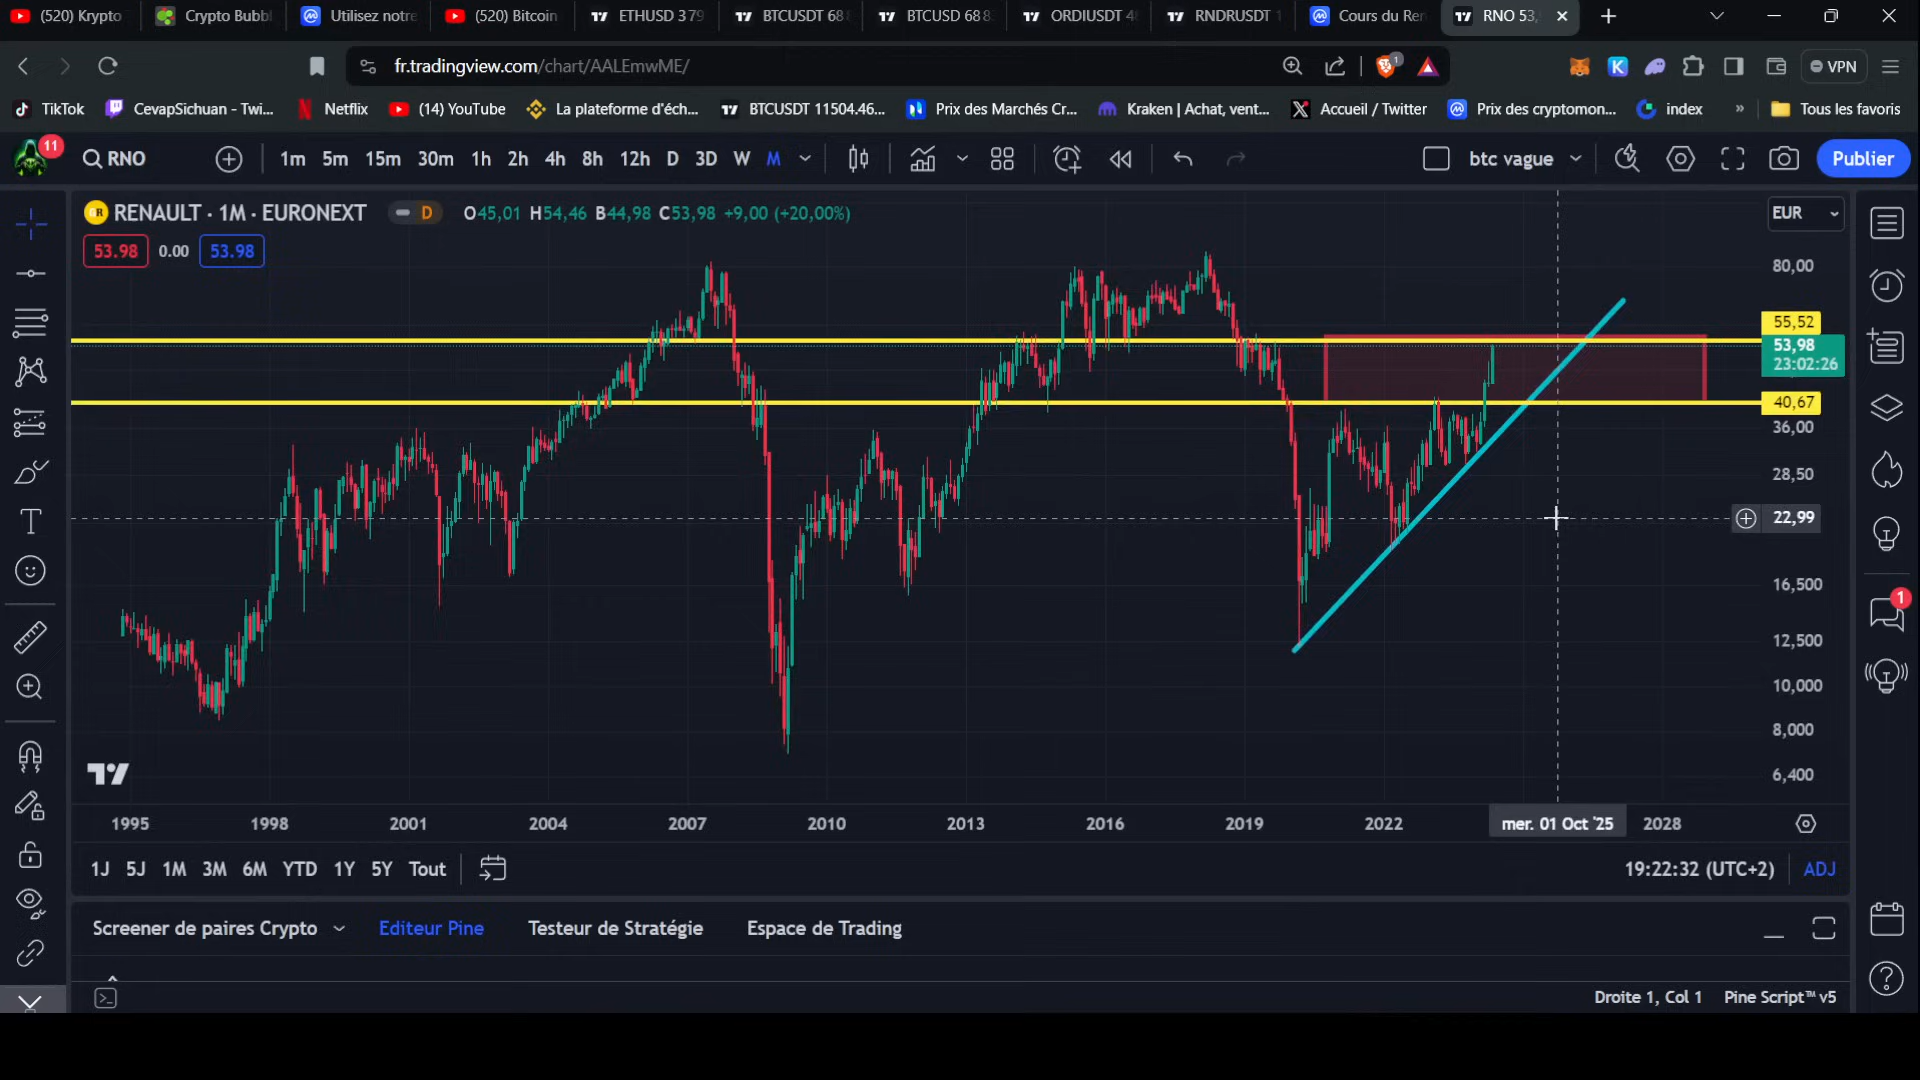 (520) Krypto
Crypto Bubbl
Utilisez notre
(520) Bitcoin
ETHUSD 3 79
BTCUSDT 68
BTCUSD 68 8
ORDIUSDT 4
RNDRUSDT 1
Cours du Ren
RNO 53,
fr.tradingview.com/chart/AALEmwME/
1
VPN
TikTok
CevapSichuan - Twi...
Netflix
(14) YouTube
La plateforme d'éch...
BTCUSDT 11504.46...
Prix des Marchés Cr...
Kraken | Achat, vent...
Accueil / Twitter
Prix des cryptomon...
index
»
Tous les favoris
11
RNO
1m 5m 15m 30m 1h 2h 4h 8h 12h D 3D W M
btc vague
Publier
RENAULT · 1M · EURONEXT
D
O45,01 H54,46 B44,98 C53,98 +9,00 (+20,00%)
EUR
53.98 0.00 53.98
80,00
55,52
53,98
23:02:26
40,67
36,00
28,50
22,99
16,500
12,500
10,000
8,000
6,400
1
1995 1998 2001 2004 2007 2010 2013 2016 2019 2022 mer. 01 Oct '25 2028
1J 5J 1M 3M 6M YTD 1Y 5Y Tout
19:22:32 (UTC+2) ADJ
Screener de paires Crypto
Editeur Pine
Testeur de Stratégie
Espace de Trading
Droite 1, Col 1 Pine Script™ v5